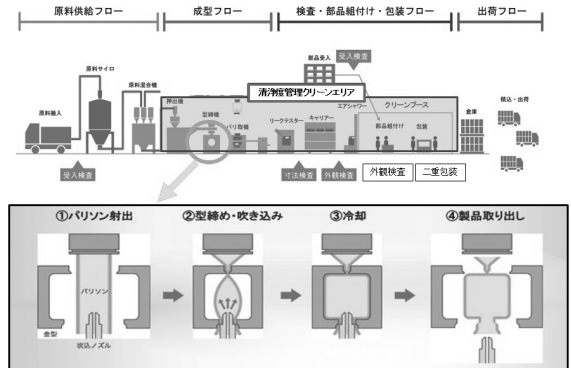 原料供給フロー
成型フロー
検査・部品組付け・包装フロー
出荷フロー
部品受入
受入検査
原料サイロ
原料混合機
清浄度管理クリーンエリア
押出機
型締機
バリ取機
エアシャワー
クリーンブース
リークテスター
キャリアー
倉庫
積込・出荷
原料搬入
部品組付け
包装
受入検査
寸法検査
外観検査
外観検査
二重包装
①パリソン射出
②型締め・吹き込み
③冷却
④製品取り出し
パリソン
金型
吹込ノズル